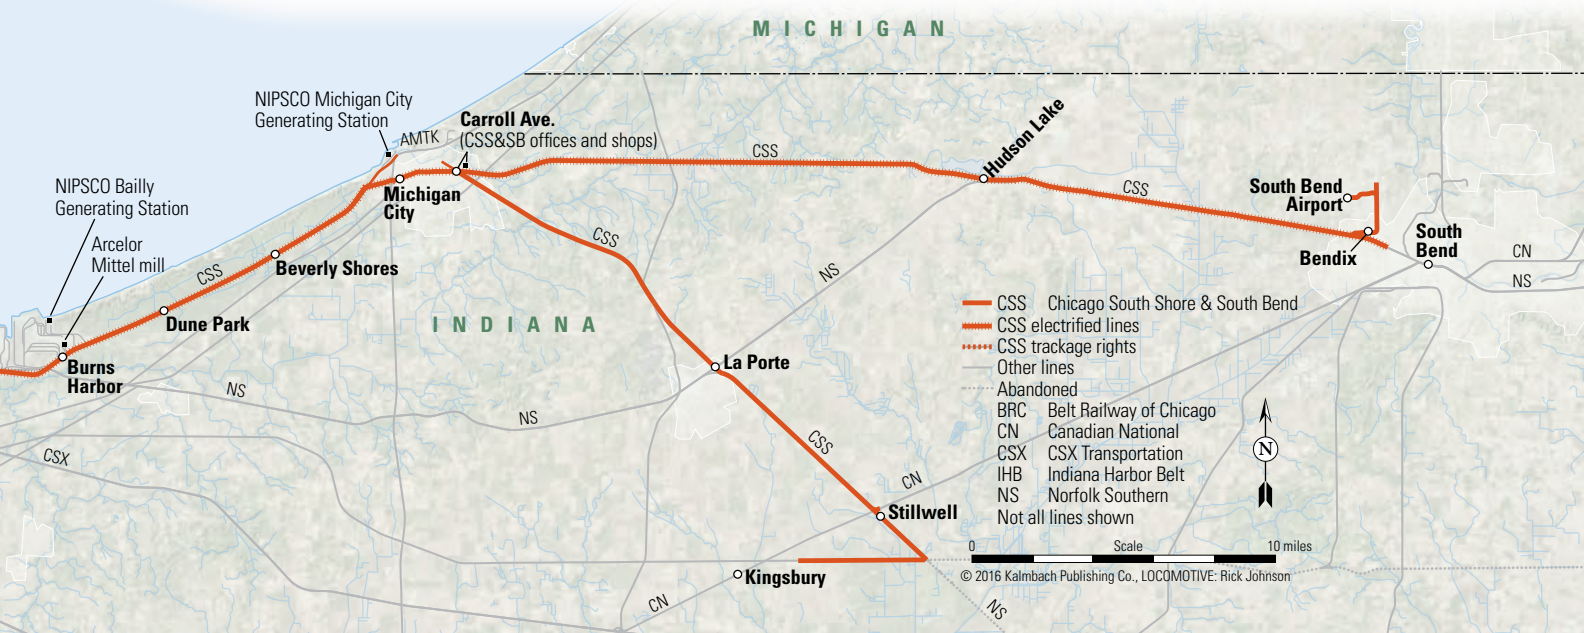 MICHIGAN
NIPSCO Michigan City
Generating Station
AMTK
Carroll Ave.
(CSS&SB offices and shops)
CSS
Hudson Lake
CSS
NIPSCO Bailly
Generating Station
Michigan
City
South Bend
Airport
Arcelor
Mittel mill
CSS
South
Bend
Bendix
CN
NS
CSS
Beverly Shores
NS
Dune Park
INDIANA
Burns
Harbor
La Porte
NS
NS
CSS
CSX
CN
Stillwell
Kingsbury
CN
NS
CSS Chicago South Shore & South Bend
CSS electrified lines
CSS trackage rights
Other lines
Abandoned
BRC Belt Railway of Chicago
CN Canadian National
CSX CSX Transportation
IHB Indiana Harbor Belt
NS Norfolk Southern
Not all lines shown
N
0 Scale 10 miles
© 2016 Kalmbach Publishing Co., LOCOMOTIVE: Rick Johnson